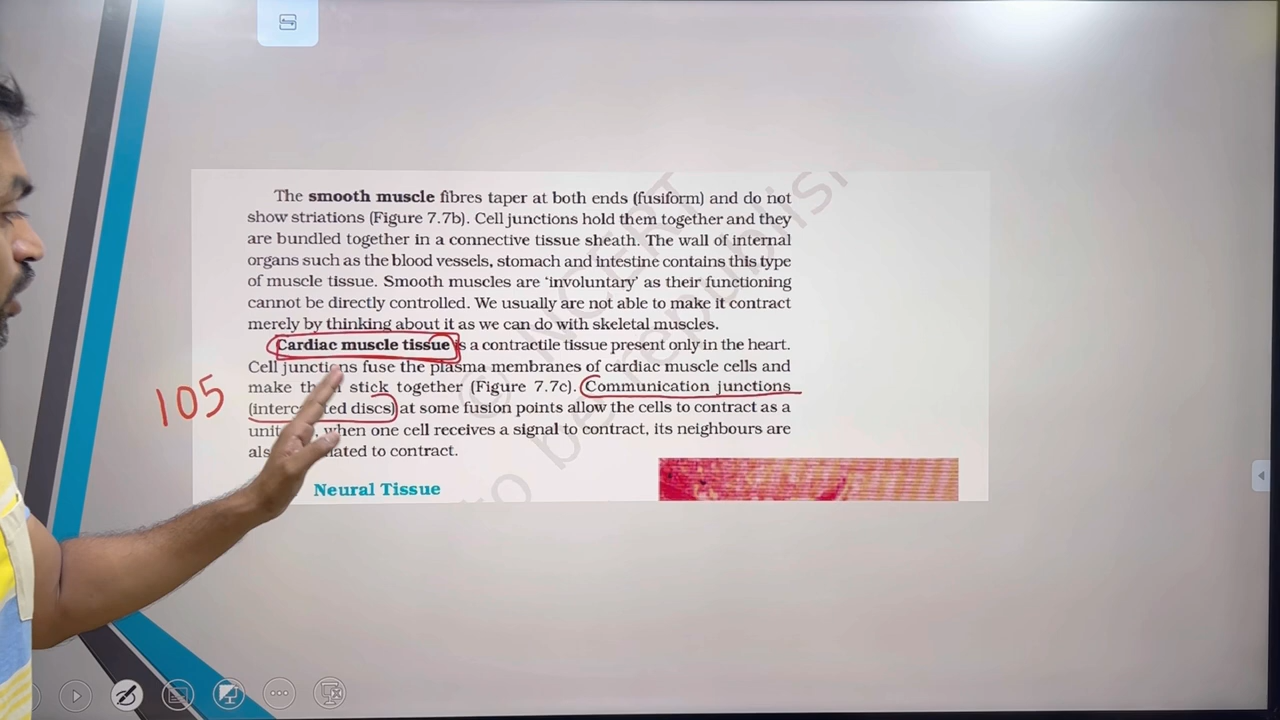 The smooth muscle fibres taper at both ends (fusiform) and do not
show striations (Figure 7.7b). Cell junctions hold them together and they
are bundled together in a connective tissue sheath. The wall of internal
organs such as the blood vessels, stomach and intestine contains this type
of muscle tissue. Smooth muscles are ‘involuntary’ as their functioning
cannot be directly controlled. We usually are not able to make it contract
merely by thinking about it as we can do with skeletal muscles.
Cardiac muscle tissue is a contractile tissue present only in the heart.
Cell junctions fuse the plasma membranes of cardiac muscle cells and
make stick together (Figure 7.7c). Communication junctions
105
discs) at some fusion points allow the cells to contract as a
when one cell receives a signal to contract, its neighbours are
to contract.
Neural Tissue
© NCERT
to be republis